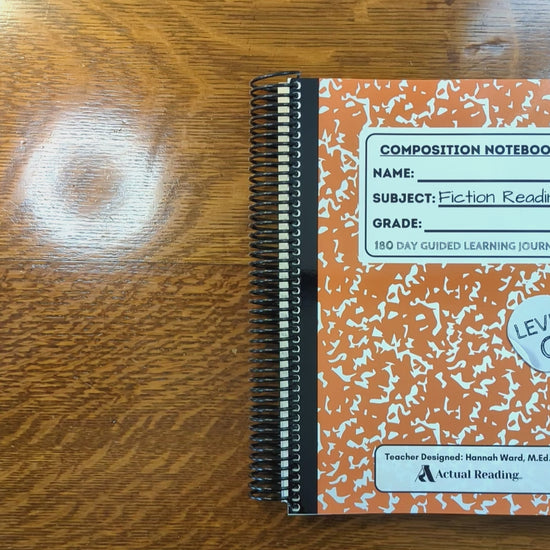 COMPOSITION NOTEBOO
NAME:
SUBJECT: Fiction Readin
GRADE:
180 DAY GUIDED LEARNING JOURN
LEVE
Teacher Designed: Hannah Ward, M.Ed.
Actual Reading